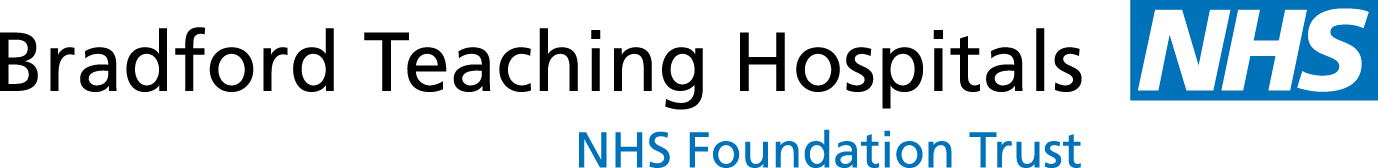 Bradford Teaching Hospitals NHS
NHS Foundation Trust